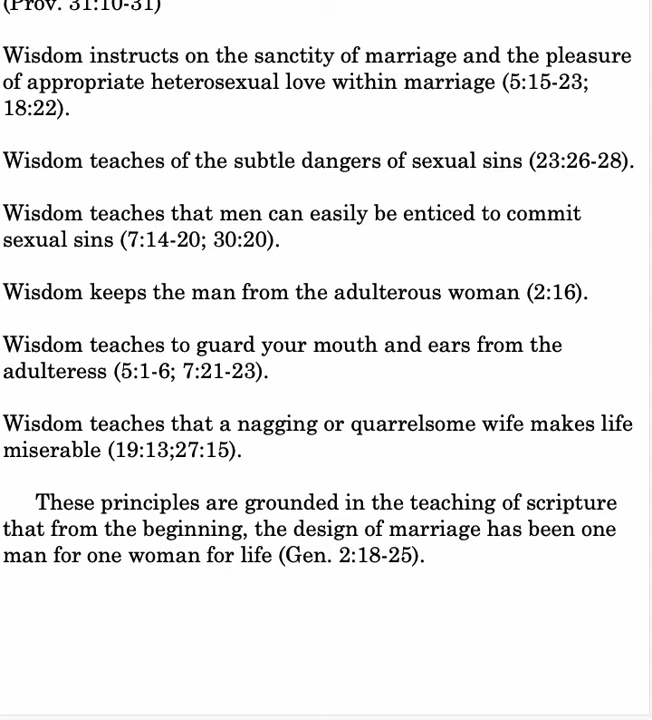 (Prov. 31:10-31)
Wisdom instructs on the sanctity of marriage and the pleasure
of appropriate heterosexual love within marriage (5:15-23;
18:22).
Wisdom teaches of the subtle dangers of sexual sins (23:26-28).
Wisdom teaches that men can easily be enticed to commit
sexual sins (7:14-20; 30:20).
Wisdom keeps the man from the adulterous woman (2:16).
Wisdom teaches to guard your mouth and ears from the
adulteress (5:1-6; 7:21-23).
Wisdom teaches that a nagging or quarrelsome wife makes life
miserable (19:13;27:15).
These principles are grounded in the teaching of scripture
that from the beginning, the design of marriage has been one
man for one woman for life (Gen. 2:18-25).